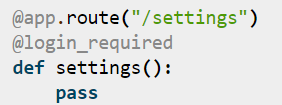 @app.route("/settings")
@login_required
def settings():
    pass